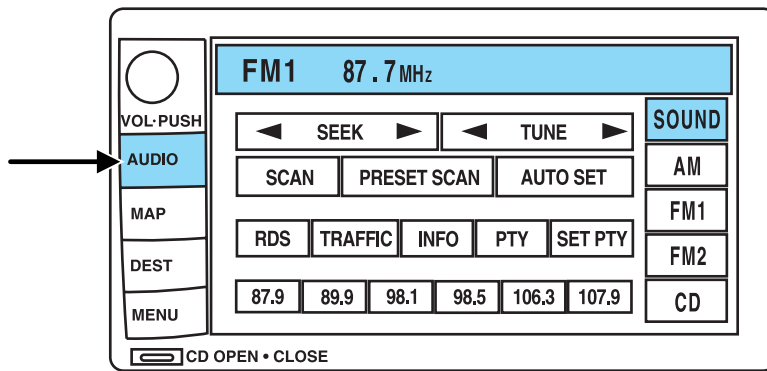 FM1 87.7 MHz
VOL·PUSH
AUDIO
MAP
DEST
MENU
◄ SEEK ► ◄ TUNE ►
SCAN PRESET SCAN AUTO SET
RDS TRAFFIC INFO PTY SET PTY
87.9 89.9 98.1 98.5 106.3 107.9
SOUND
AM
FM1
FM2
CD
CD OPEN • CLOSE